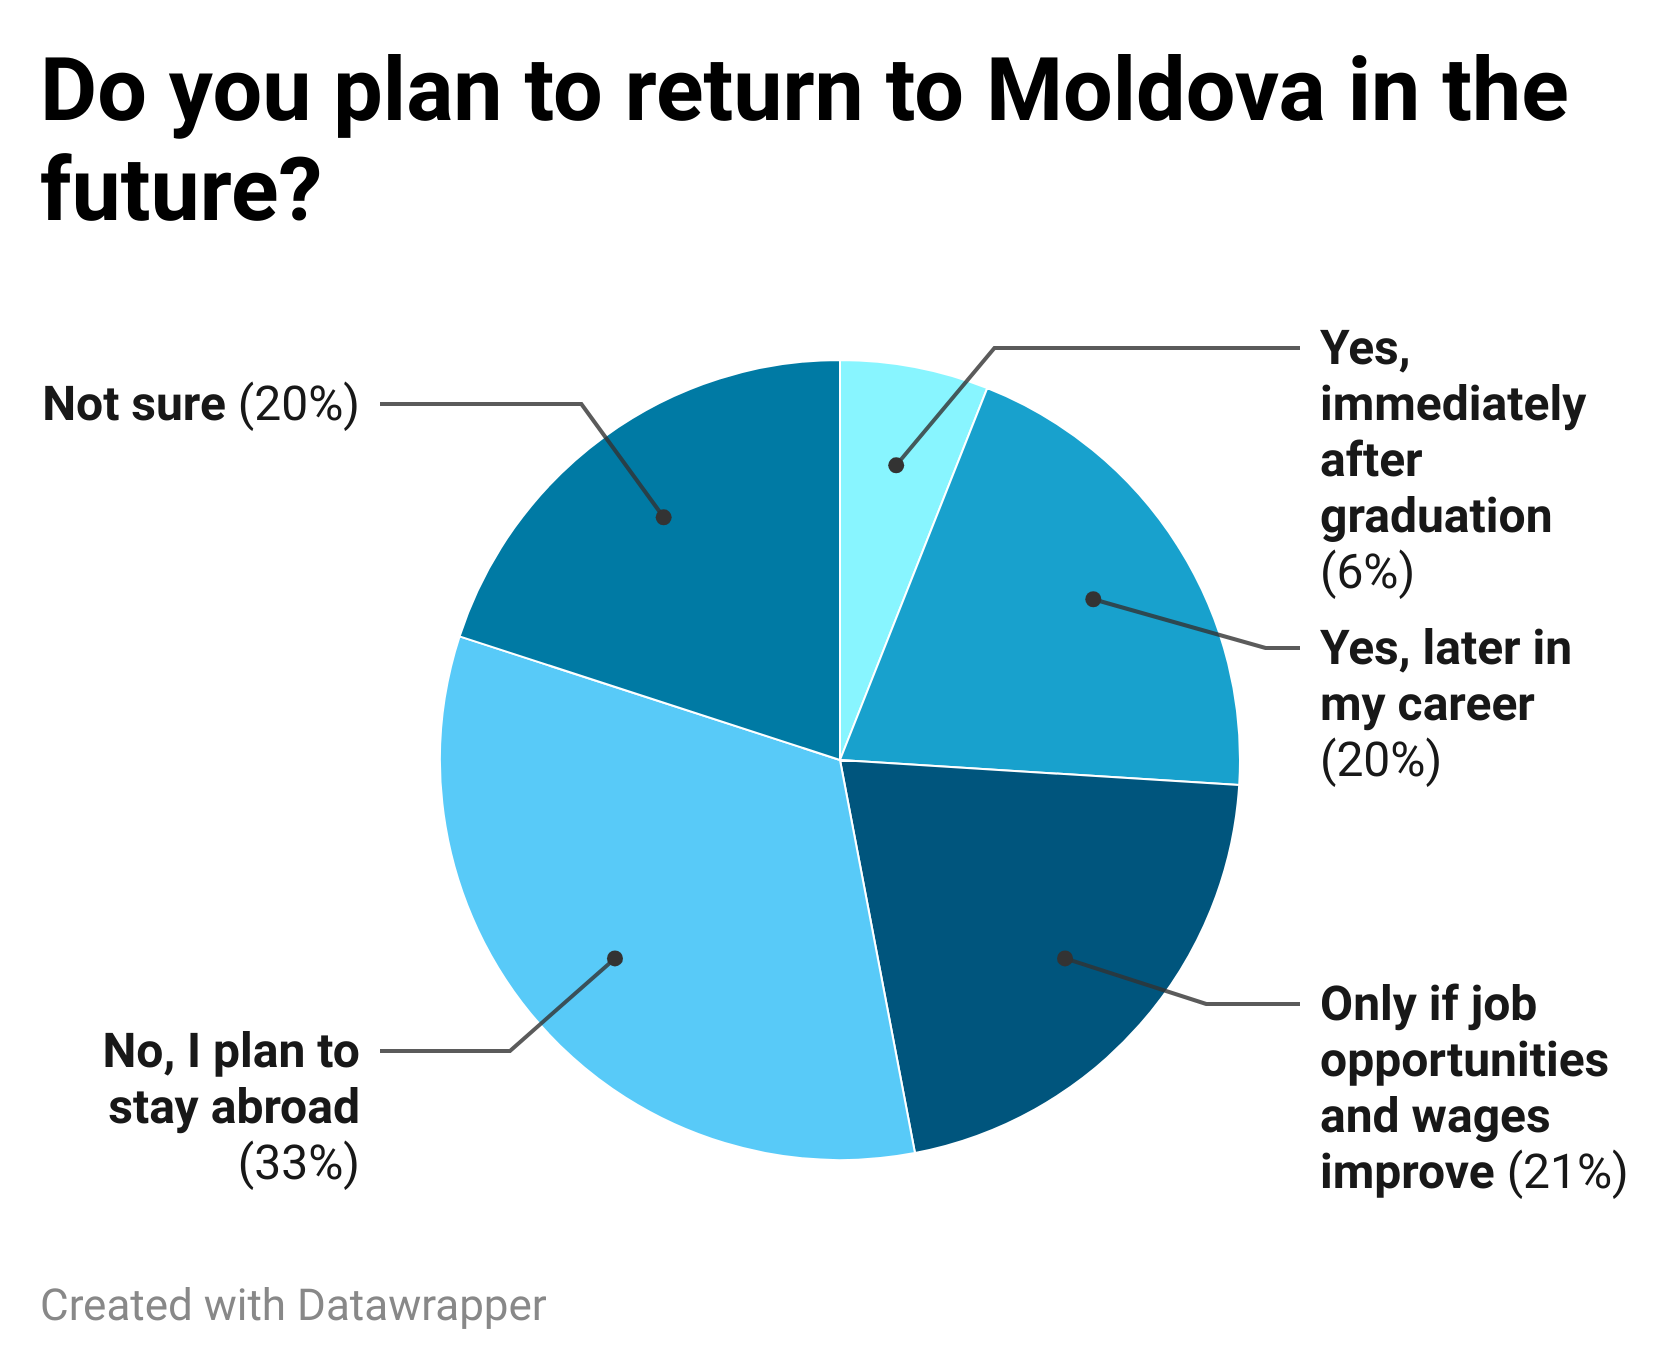 Do you plan to return to Moldova in the
future?
Not sure (20%)
Yes,
immediately
after
graduation
(6%)
Yes, later in
my career
(20%)
Only if job
opportunities
and wages
improve (21%)
No, I plan to
stay abroad
(33%)
Created with Datawrapper